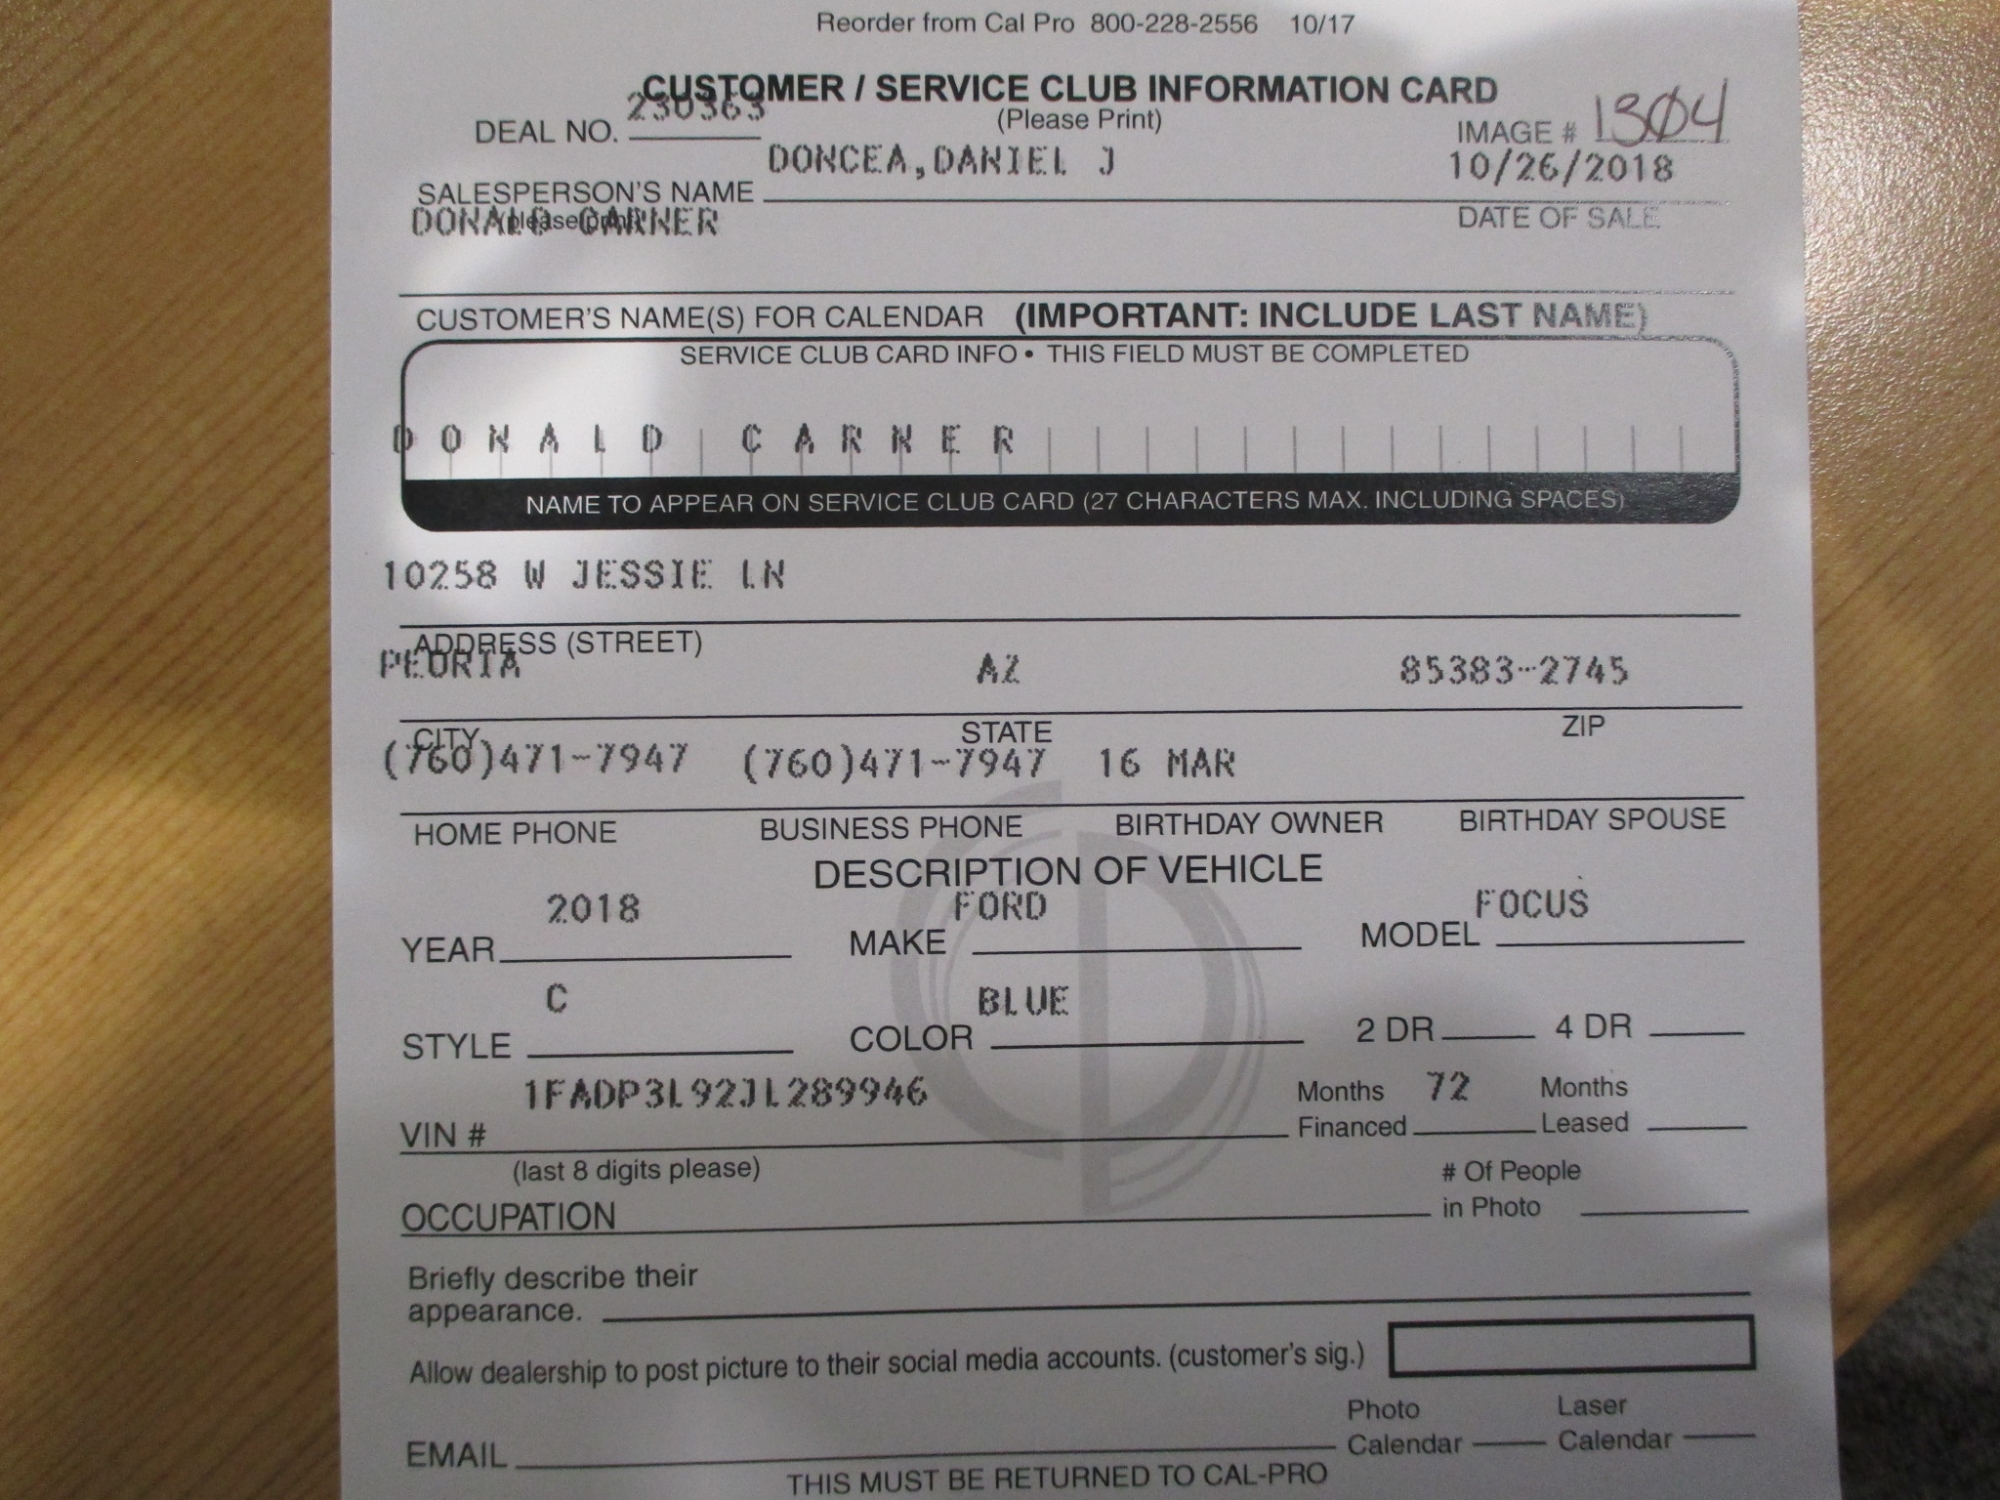 Reorder from Cal Pro 800-228-2556 10/17
CUSTOMER / SERVICE CLUB INFORMATION CARD
(Please Print)
DEAL NO. 230363
IMAGE # 1304
DONCEA,DANIEL J
10/26/2018
SALESPERSON'S NAME
(please print)
DATE OF SALE
DONALD CARNER
CUSTOMER'S NAME(S) FOR CALENDAR (IMPORTANT: INCLUDE LAST NAME)
SERVICE CLUB CARD INFO • THIS FIELD MUST BE COMPLETED
DONALD CARNER
NAME TO APPEAR ON SERVICE CLUB CARD (27 CHARACTERS MAX. INCLUDING SPACES)
10258 W JESSIE LN
ADDRESS (STREET)
PEORIA AZ 85383-2745
CITY STATE ZIP
(760)471-7947 (760)471-7947 16 MAR
HOME PHONE BUSINESS PHONE BIRTHDAY OWNER BIRTHDAY SPOUSE
DESCRIPTION OF VEHICLE
2018 FORD FOCUS
YEAR MAKE MODEL
C BLUE
STYLE COLOR 2 DR 4 DR
1FADP3L92JL289946 Months 72 Months
VIN # Financed Leased
(last 8 digits please) # Of People
OCCUPATION in Photo
Briefly describe their
appearance.
Allow dealership to post picture to their social media accounts. (customer's sig.)
Photo Laser
EMAIL Calendar Calendar
THIS MUST BE RETURNED TO CAL-PRO